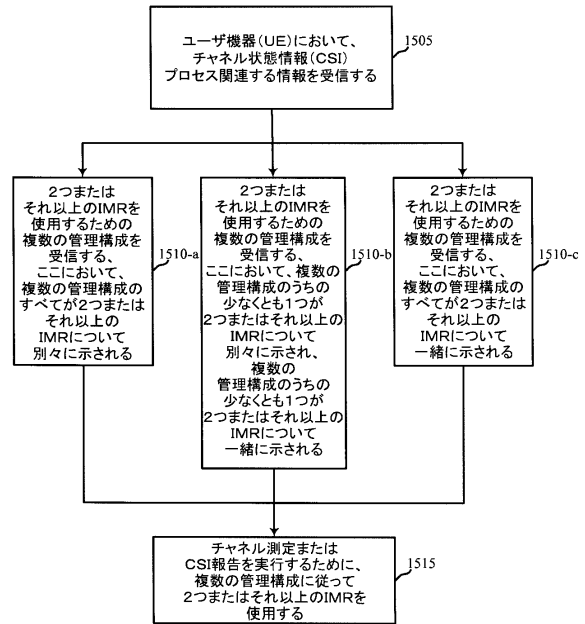 ユーザ機器(UE)において、
チャネル状態情報(CSI)
プロセス関連する情報を受信する
1505
2つまたは
それ以上のIMRを
使用するための
複数の管理構成を
受信する、
ここにおいて、
複数の管理構成の
すべてが2つまたは
それ以上の
IMRについて
別々に示される
1510-a
2つまたは
それ以上のIMRを
使用するための
複数の管理構成を
受信する、
ここにおいて、複数の
管理構成のうちの
少なくとも1つが
2つまたはそれ以上の
IMRについて
別々に示され、
複数の
管理構成のうちの
少なくとも1つが
2つまたはそれ以上の
IMRについて
一緒に示される
1510-b
2つまたは
それ以上のIMRを
使用するための
複数の管理構成を
受信する、
ここにおいて、
複数の管理構成の
すべてが2つまたは
それ以上の
IMRについて
一緒に示される
1510-c
チャネル測定または
CSI報告を実行するために、
複数の管理構成に従って
2つまたはそれ以上のIMRを
使用する
1515